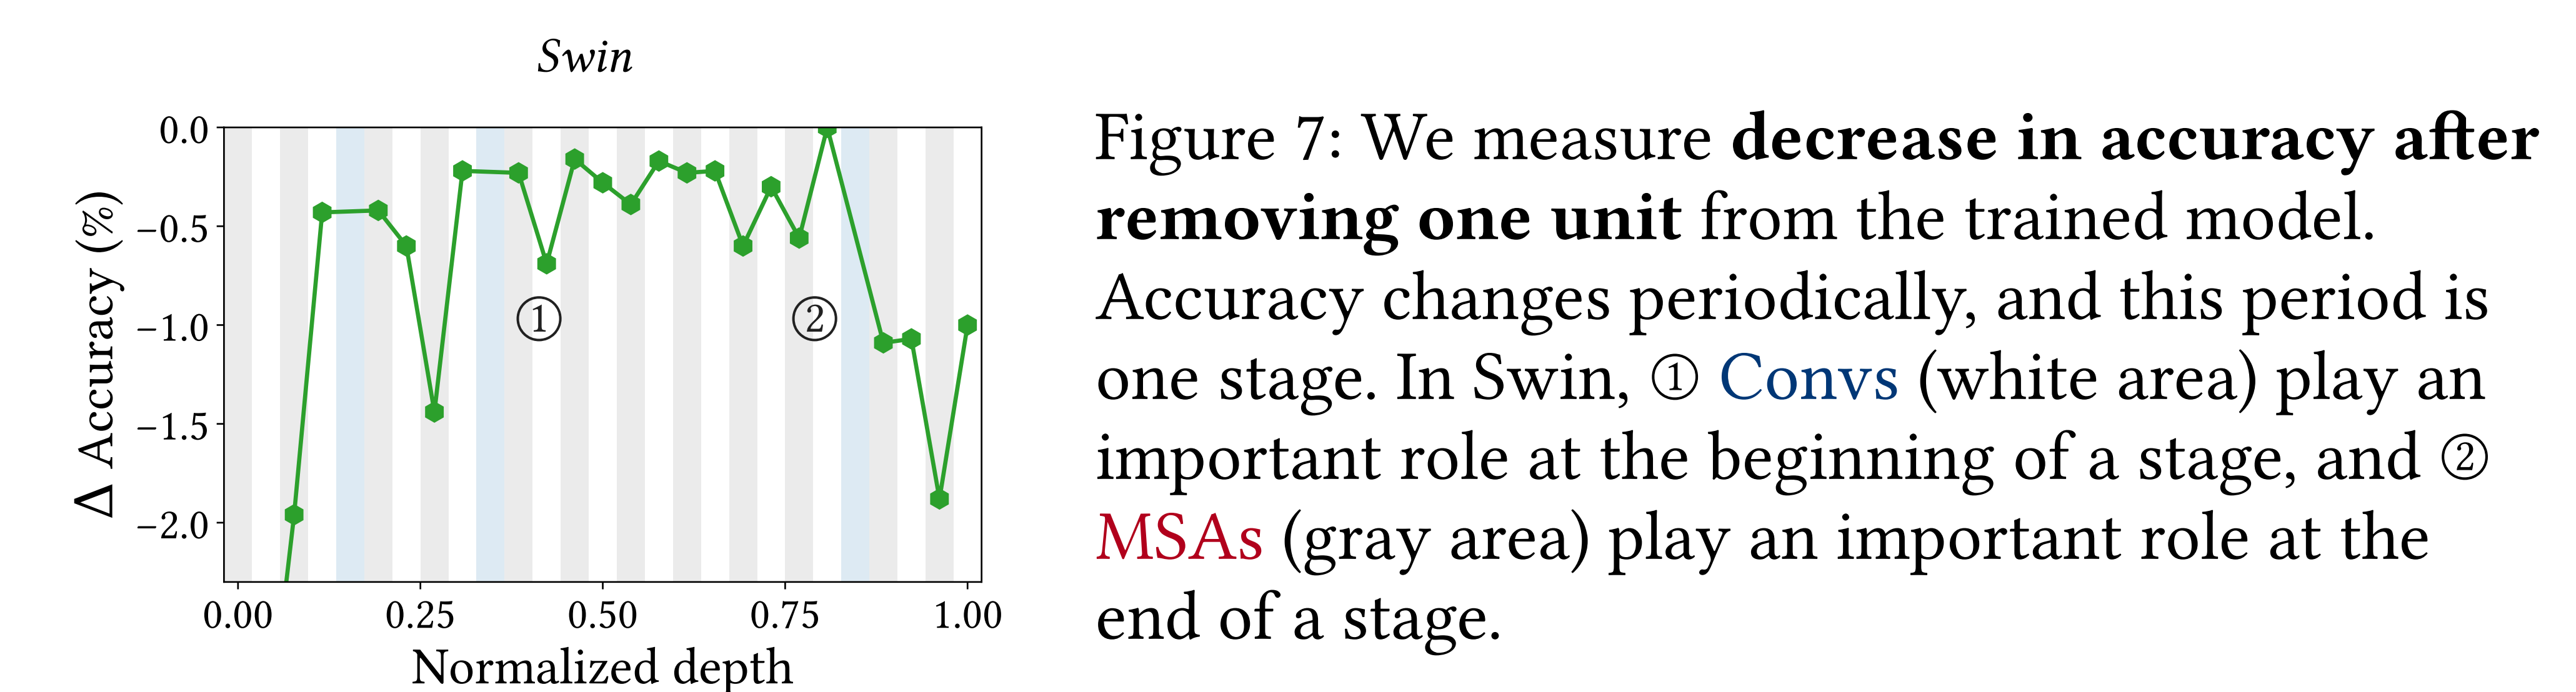 Swin
0.0
−0.5
−1.0
−1.5
−2.0
Δ Accuracy (%)
① ②
0.00 0.25 0.50 0.75 1.00
Normalized depth
Figure 7: We measure decrease in accuracy after
removing one unit from the trained model.
Accuracy changes periodically, and this period is
one stage. In Swin, ① Convs (white area) play an
important role at the beginning of a stage, and ②
MSAs (gray area) play an important role at the
end of a stage.